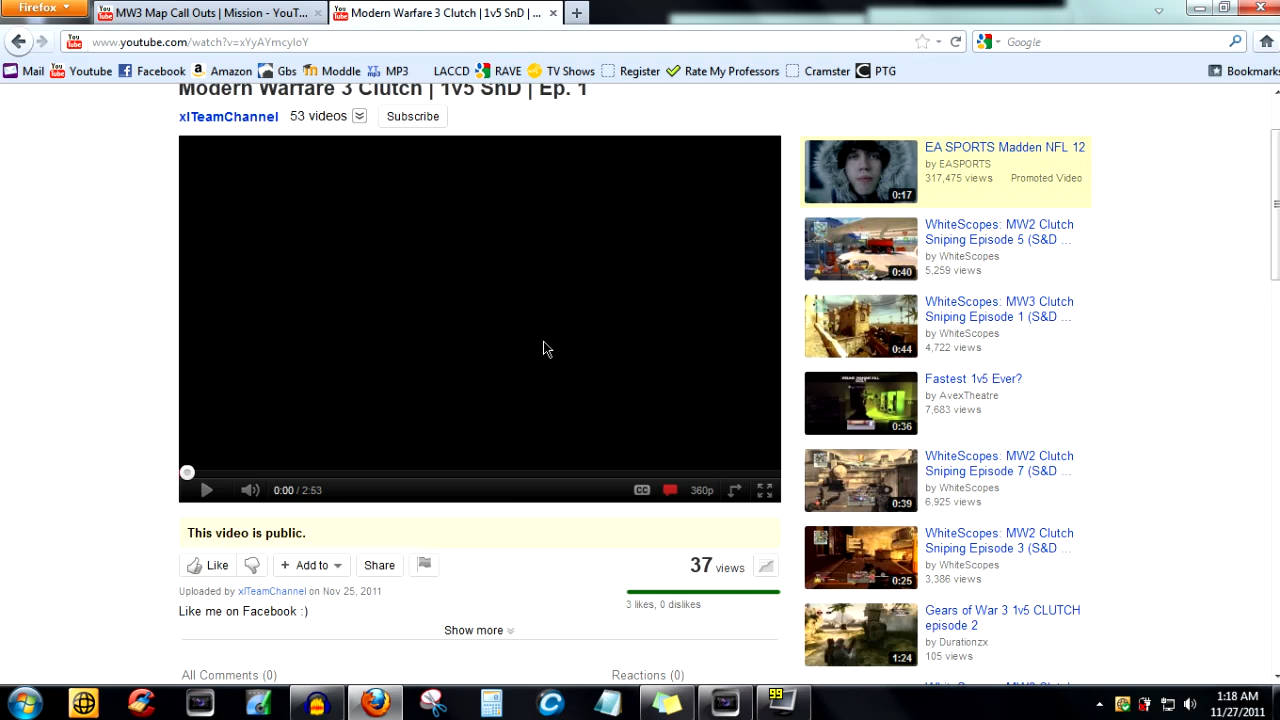 Firefox
MW3 Map Call Outs | Mission - YouT...
Modern Warfare 3 Clutch | 1v5 SnD | ...
www.youtube.com/watch?v=xYyAYmcyloY
Google
Mail
Youtube
Facebook
Amazon
Gbs
Moddle
MP3
LACCD
RAVE
TV Shows
Register
Rate My Professors
Cramster
PTG
Bookmarks
Modern Warfare 3 Clutch | 1v5 SnD | Ep. 1
xITeamChannel 53 videos Subscribe
0:00 / 2:53
CC
360p
This video is public.
Like
Add to
Share
37 views
Uploaded by xITeamChannel on Nov 25, 2011
3 likes, 0 dislikes
Like me on Facebook :)
Show more
All Comments (0)
Reactions (0)
EA SPORTS Madden NFL 12
by EASPORTS
317,475 views Promoted Video
0:17
WhiteScopes: MW2 Clutch
Sniping Episode 5 (S&D ...
by WhiteScopes
5,259 views
0:40
WhiteScopes: MW3 Clutch
Sniping Episode 1 (S&D ...
by WhiteScopes
4,722 views
0:44
Fastest 1v5 Ever?
by AvexTheatre
7,683 views
0:36
WhiteScopes: MW2 Clutch
Sniping Episode 7 (S&D ...
by WhiteScopes
6,925 views
0:39
WhiteScopes: MW2 Clutch
Sniping Episode 3 (S&D ...
by WhiteScopes
3,386 views
0:25
Gears of War 3 1v5 CLUTCH
episode 2
by Durationzx
105 views
1:24
99
1:18 AM
11/27/2011